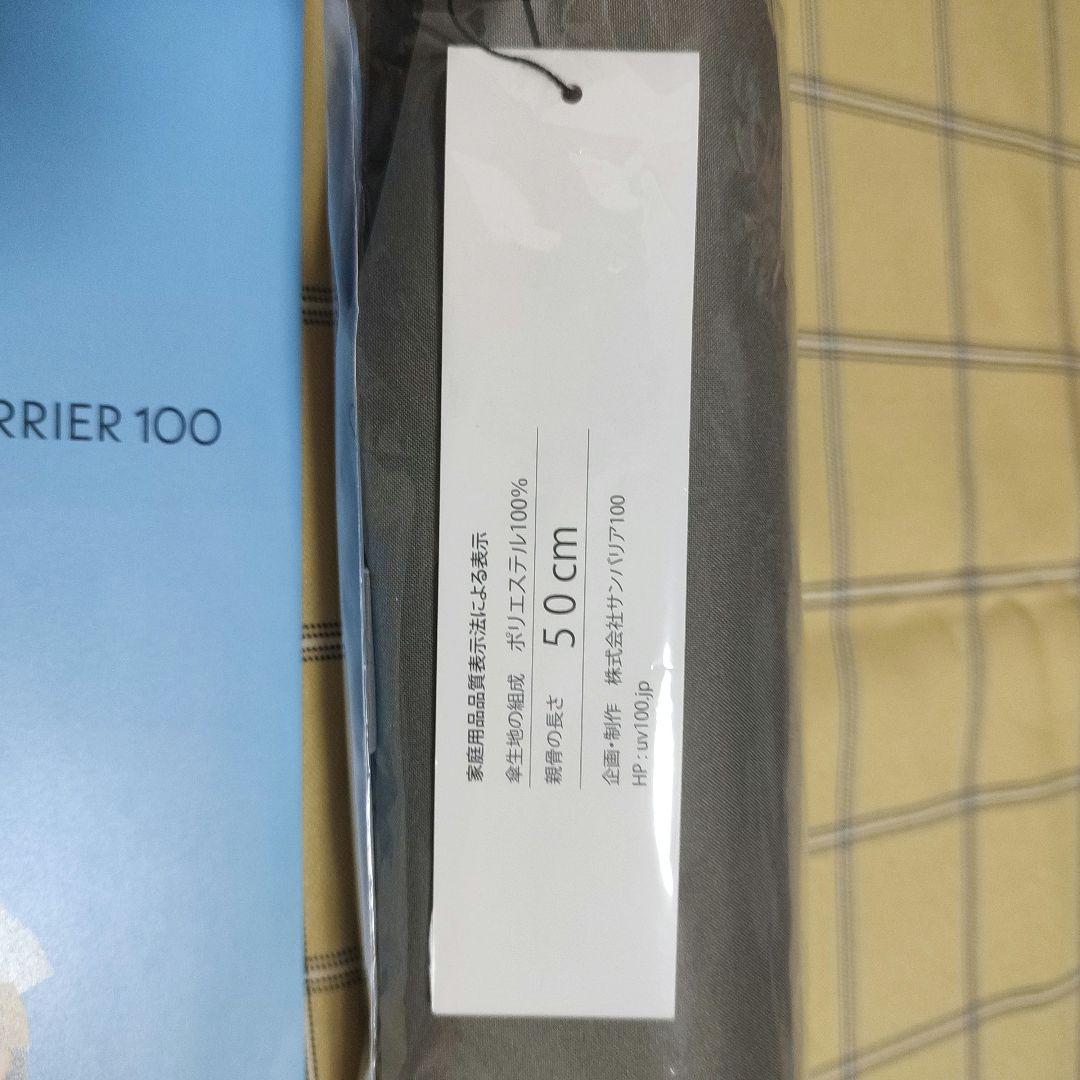 RRIER 100
家庭用品品質表示法による表示
傘生地の組成 ポリエステル100%
親骨の長さ 50cm
企画・制作 株式会社サンバリア100
HP : uv100.jp